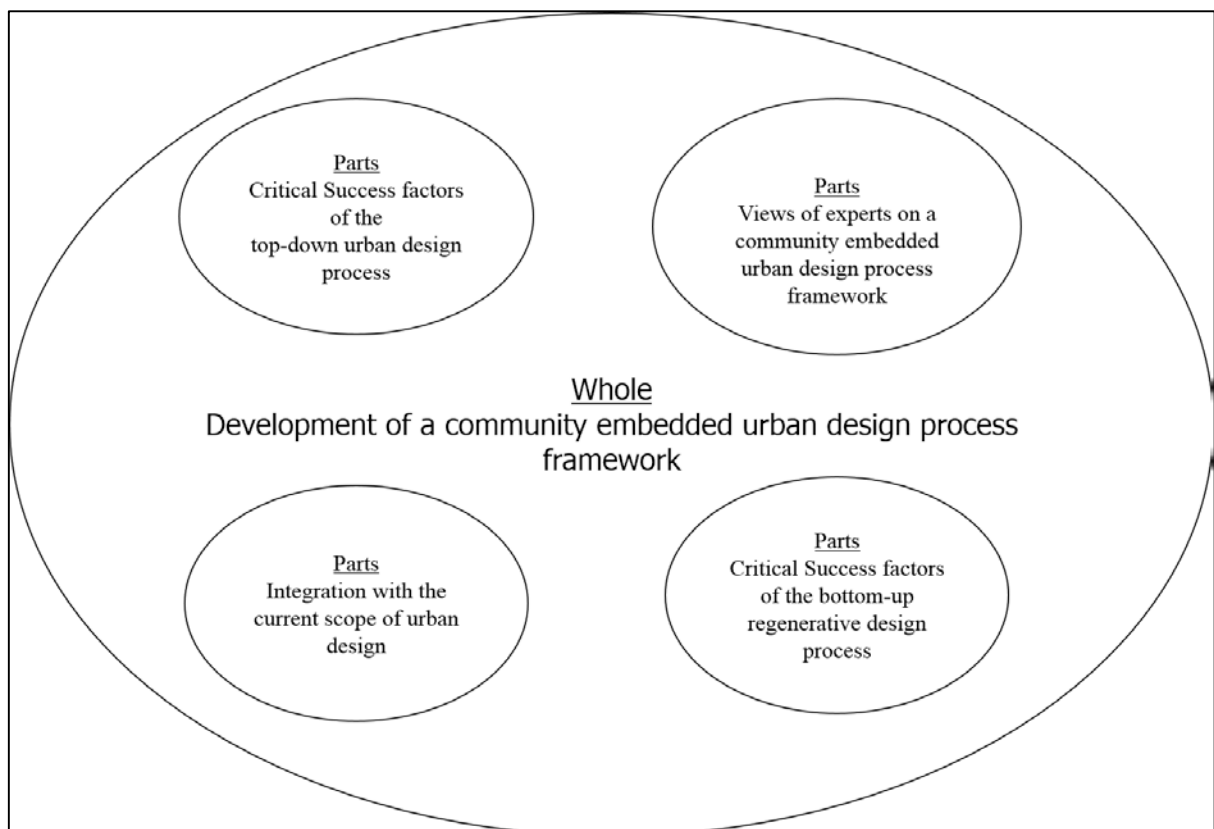 Parts
Critical Success factors
of the
top-down urban design
process
Parts
Views of experts on a
community embedded
urban design process
framework
Whole
Development of a community embedded urban design process
framework
Parts
Integration with the
current scope of urban
design
Parts
Critical Success factors
of the bottom-up
regenerative design
process